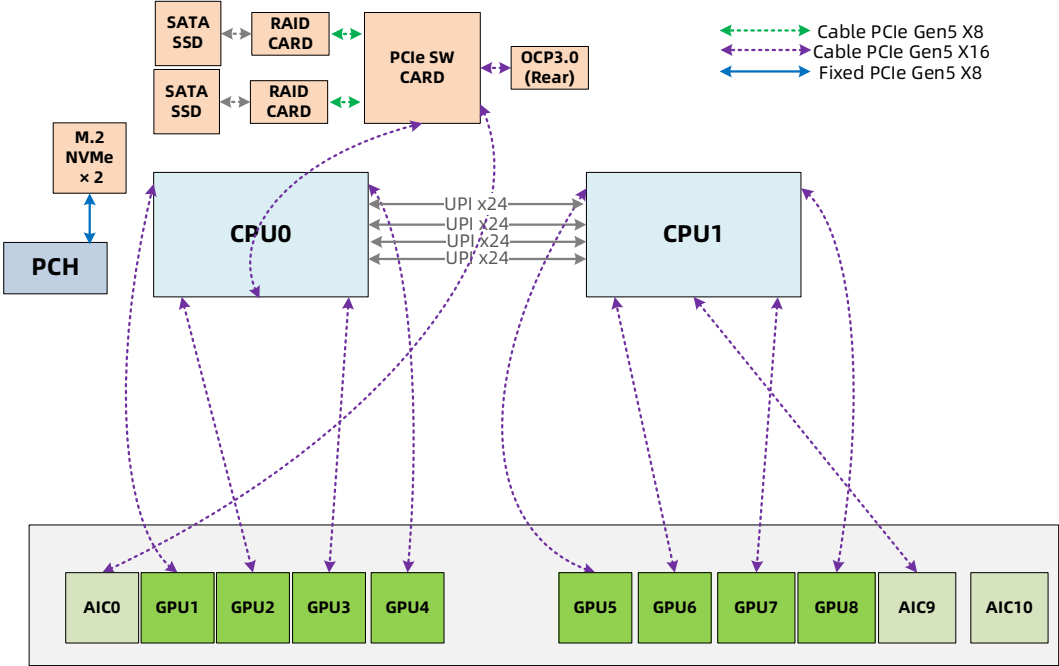 SATA
SSD
RAID
CARD
PCIe SW
CARD
OCP3.0
(Rear)
Cable PCIe Gen5 X8
Cable PCIe Gen5 X16
Fixed PCIe Gen5 X8
SATA
SSD
RAID
CARD
M.2
NVMe
× 2
PCH
CPU0
UPI x24
UPI x24
UPI x24
UPI x24
CPU1
AIC0
GPU1
GPU2
GPU3
GPU4
GPU5
GPU6
GPU7
GPU8
AIC9
AIC10